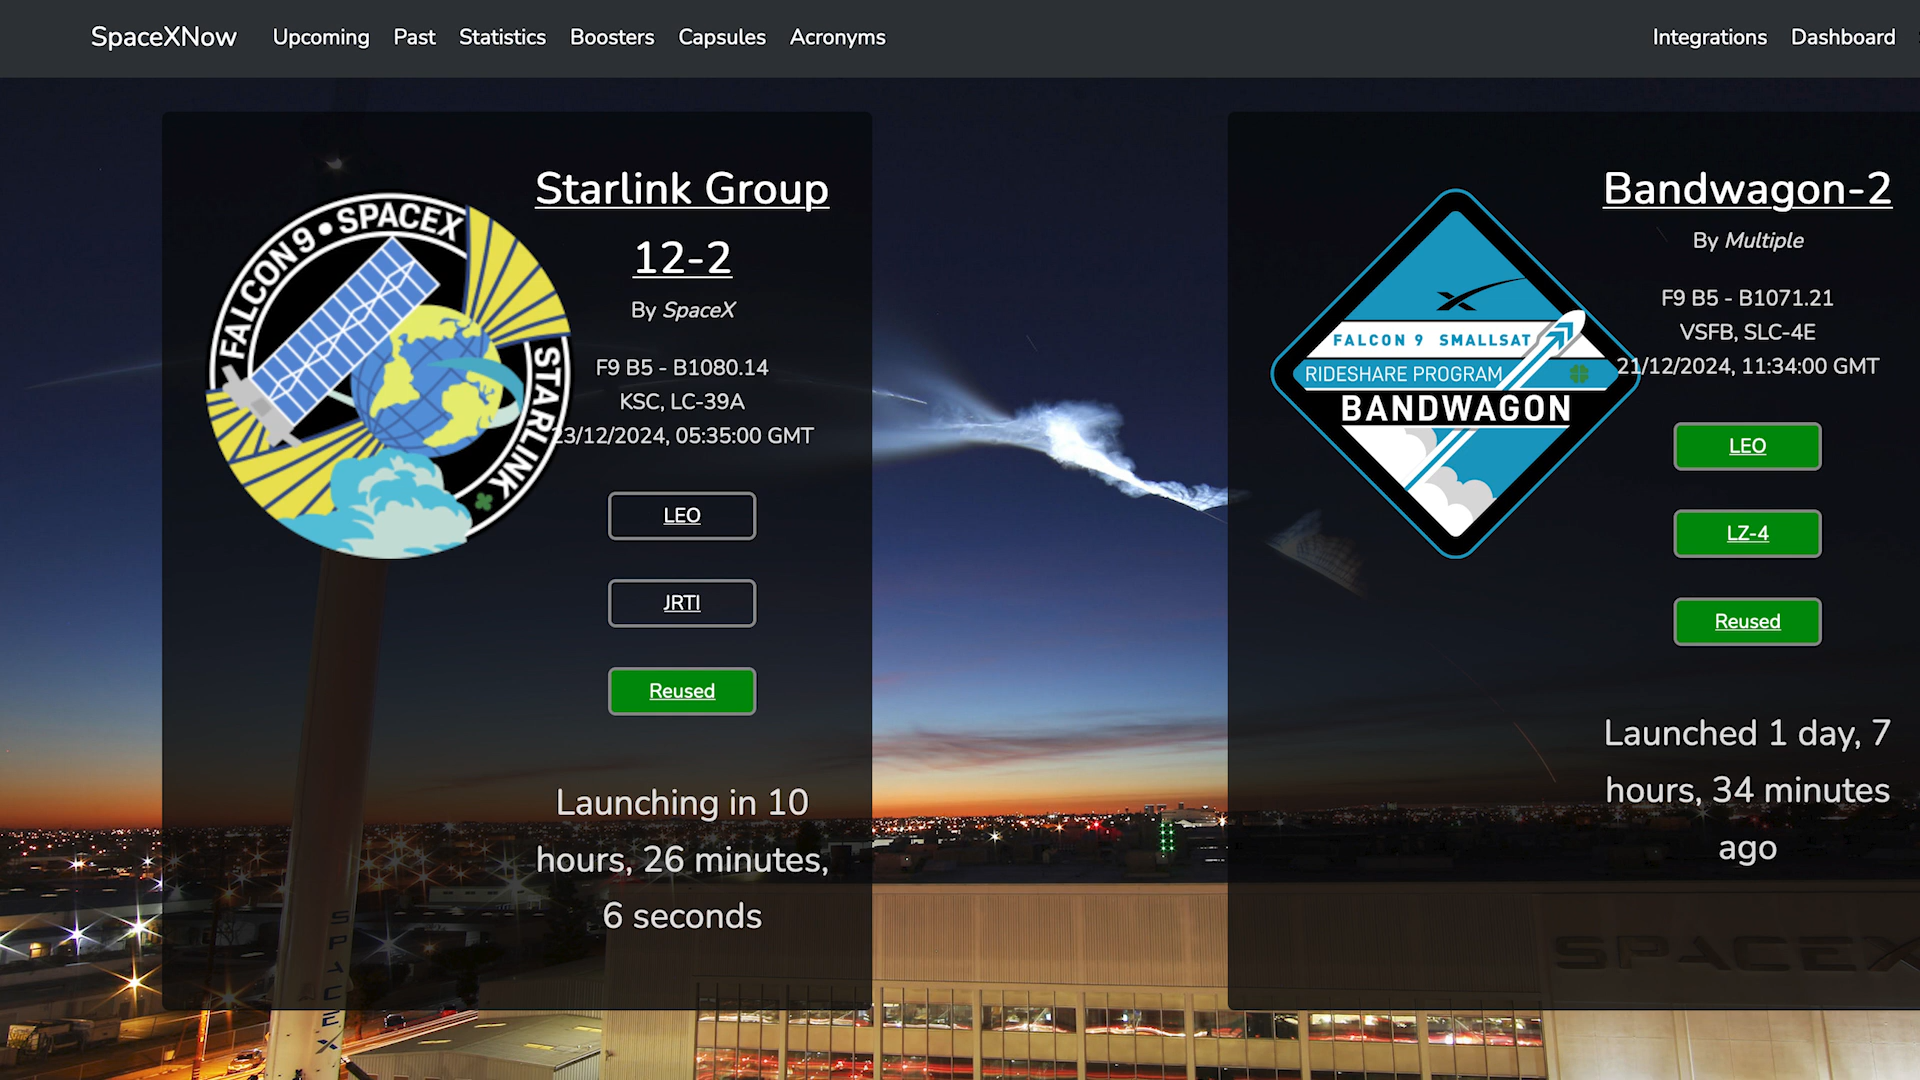 SpaceXNow Upcoming Past Statistics Boosters Capsules Acronyms Integrations Dashboard
FALCON 9 • SPACEX
STARLINK
Starlink Group
12-2
By SpaceX
F9 B5 - B1080.14
KSC, LC-39A
23/12/2024, 05:35:00 GMT
LEO
JRTI
Reused
Launching in 10
hours, 26 minutes,
6 seconds
FALCON 9 SMALLSAT
RIDESHARE PROGRAM
BANDWAGON
Bandwagon-2
By Multiple
F9 B5 - B1071.21
VSFB, SLC-4E
21/12/2024, 11:34:00 GMT
LEO
LZ-4
Reused
Launched 1 day, 7
hours, 34 minutes
ago
SPACEX
SPACEX